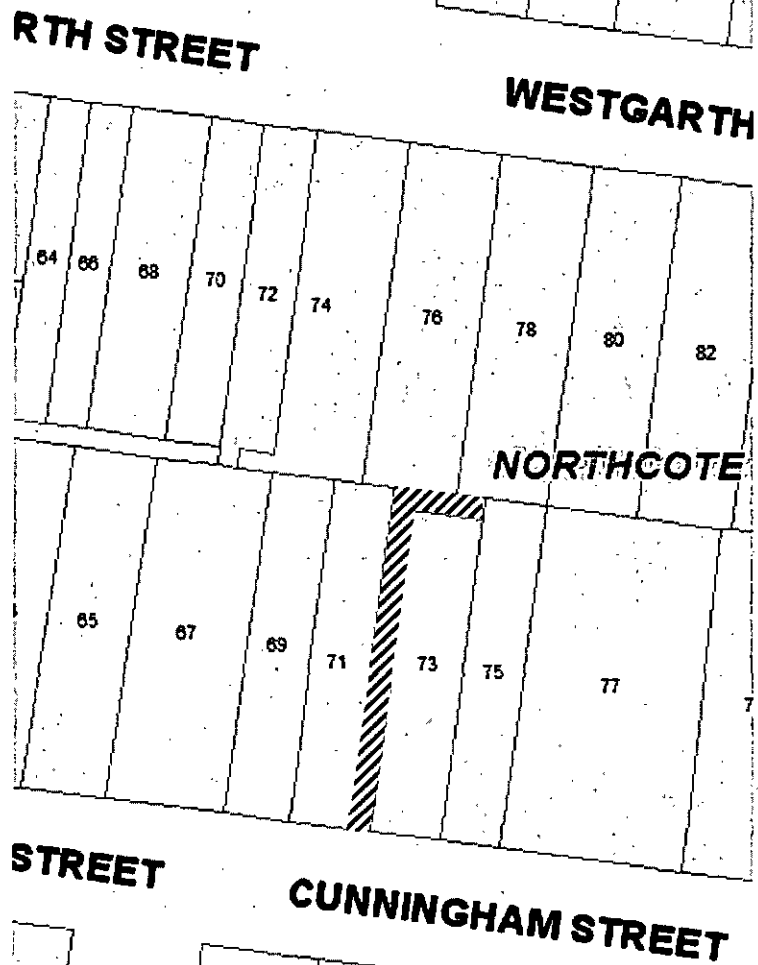 RTH STREET
WESTGARTH
64 66 68 70 72 74 76 78 80 82
NORTHCOTE
65 67 69 71 73 75 77 7
STREET
CUNNINGHAM STREET